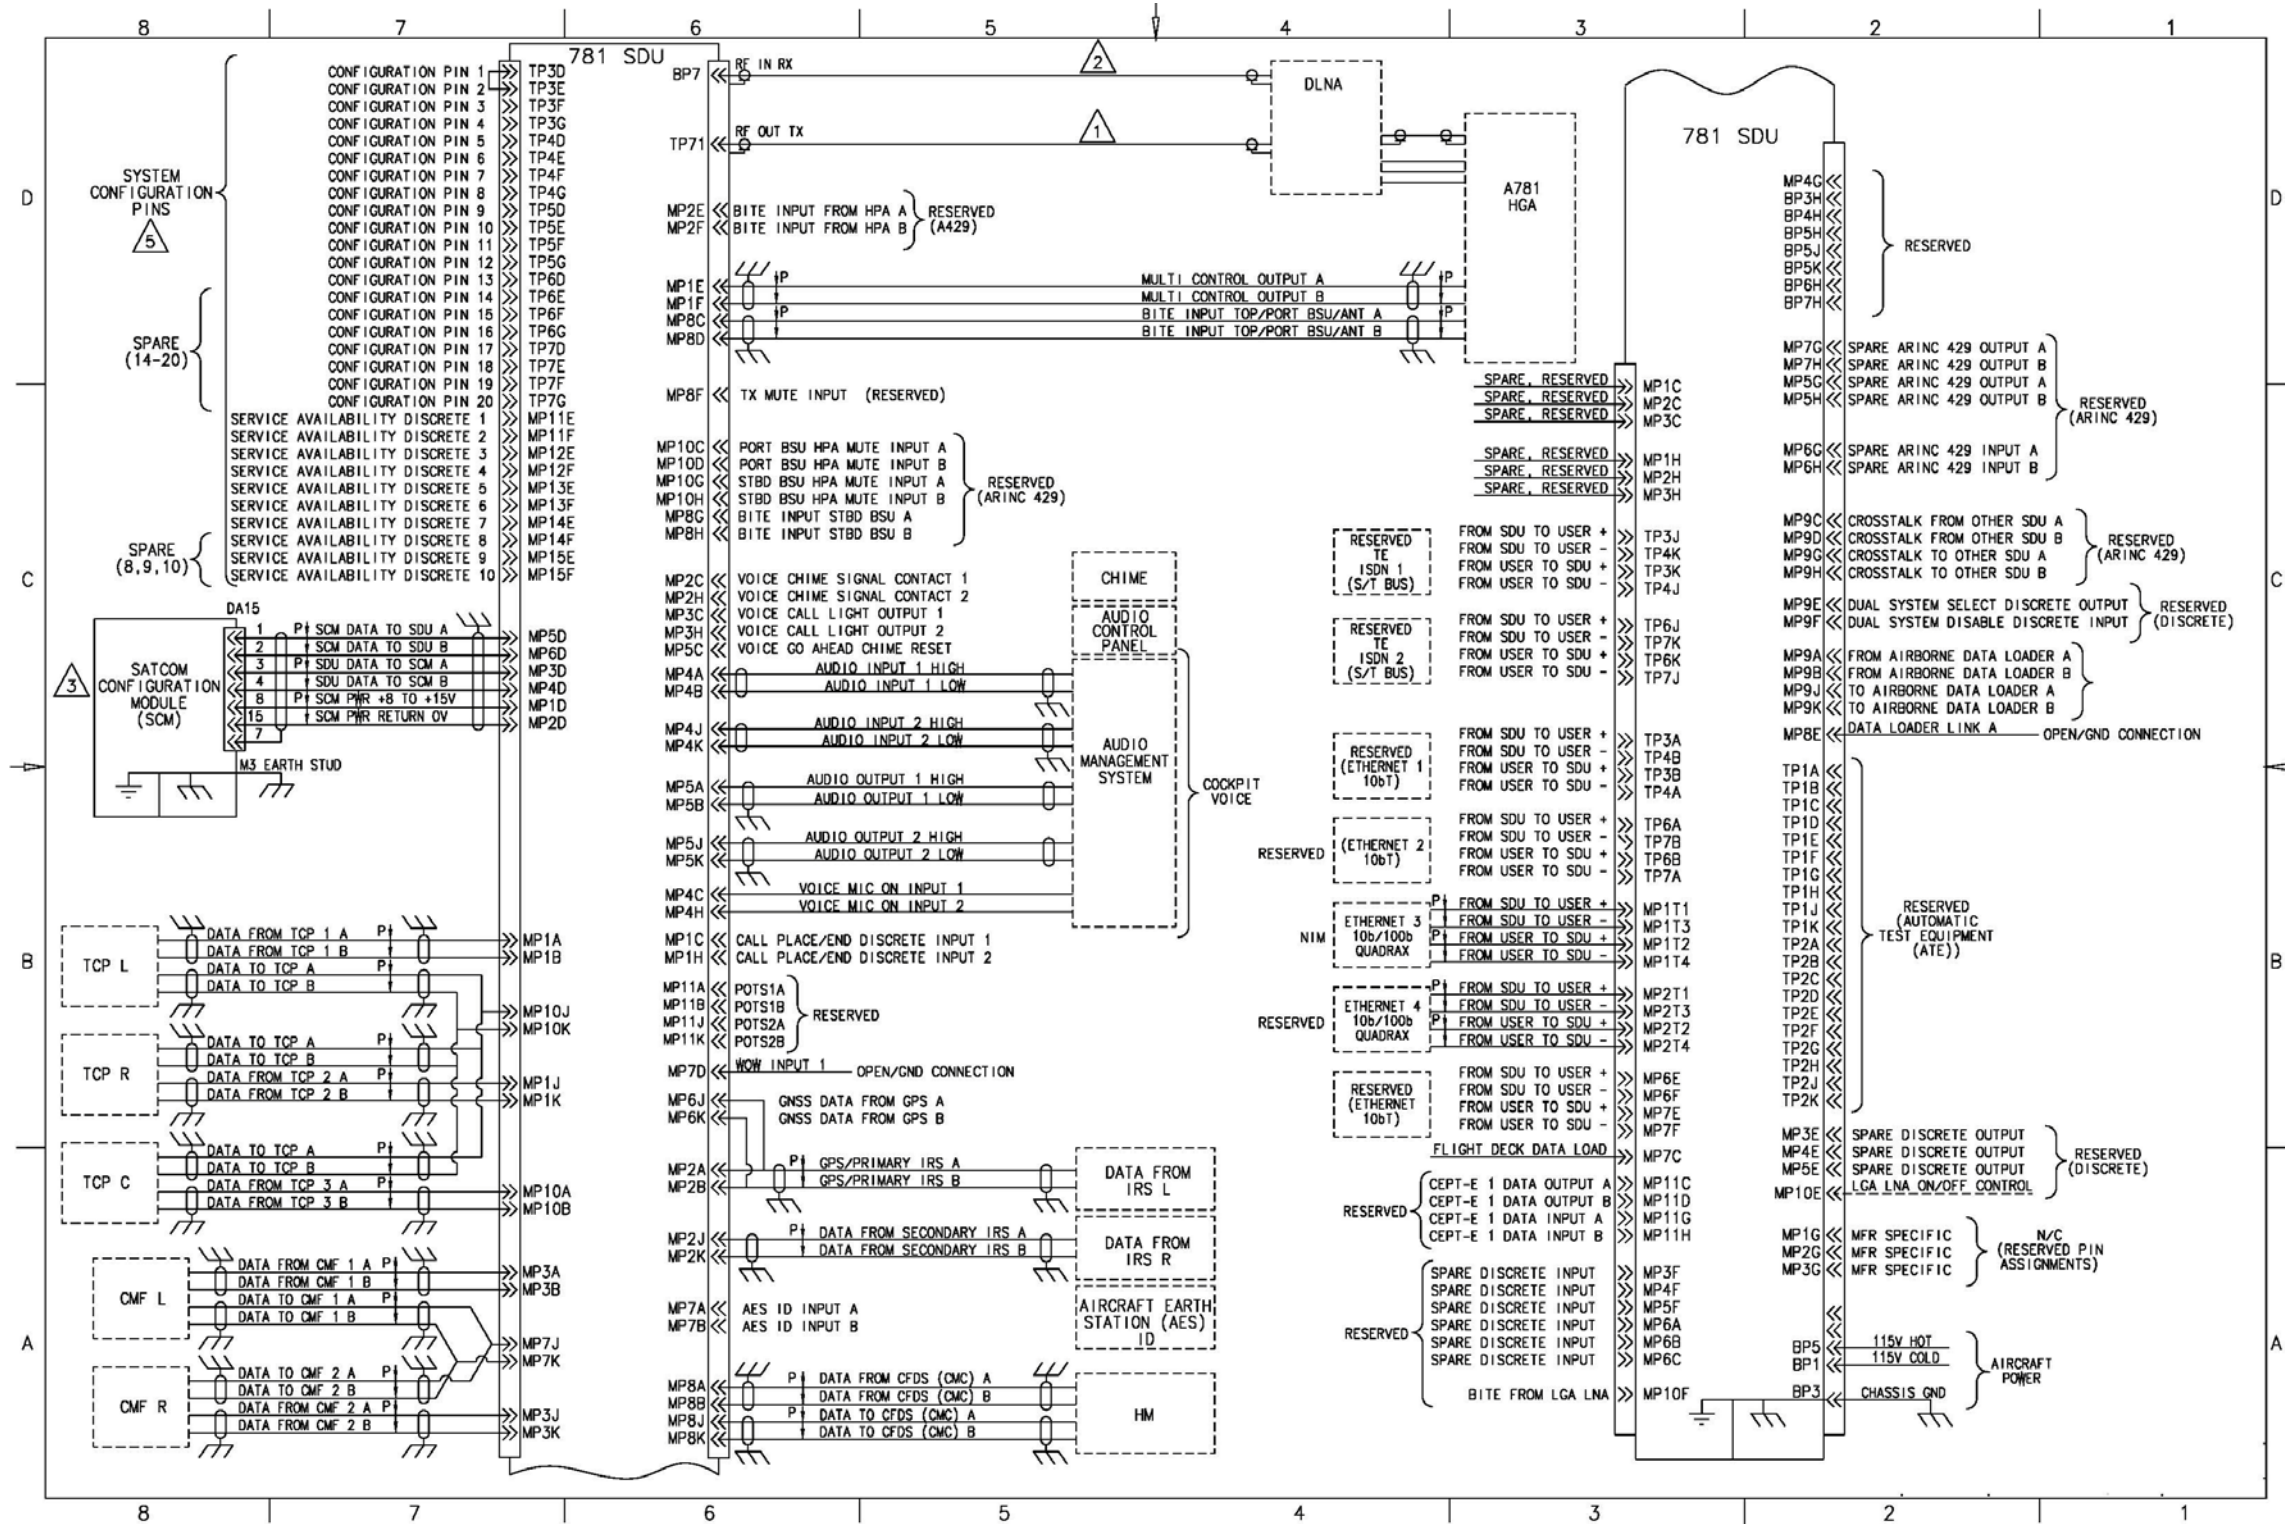 8 7 6 5 4 3 2 1
D
C
B
A
781 SDU
SYSTEM
CONFIGURATION
PINS
5
CONFIGURATION PIN 1 TP3D
CONFIGURATION PIN 2 TP3E
CONFIGURATION PIN 3 TP3F
CONFIGURATION PIN 4 TP3G
CONFIGURATION PIN 5 TP4D
CONFIGURATION PIN 6 TP4E
CONFIGURATION PIN 7 TP4F
CONFIGURATION PIN 8 TP4G
CONFIGURATION PIN 9 TP5D
CONFIGURATION PIN 10 TP5E
CONFIGURATION PIN 11 TP5F
CONFIGURATION PIN 12 TP5G
CONFIGURATION PIN 13 TP6D
CONFIGURATION PIN 14 TP6E
CONFIGURATION PIN 15 TP6F
CONFIGURATION PIN 16 TP6G
CONFIGURATION PIN 17 TP7D
CONFIGURATION PIN 18 TP7E
CONFIGURATION PIN 19 TP7F
CONFIGURATION PIN 20 TP7G
SPARE
(14-20)
SERVICE AVAILABILITY DISCRETE 1 MP11E
SERVICE AVAILABILITY DISCRETE 2 MP11F
SERVICE AVAILABILITY DISCRETE 3 MP12E
SERVICE AVAILABILITY DISCRETE 4 MP12F
SERVICE AVAILABILITY DISCRETE 5 MP13E
SERVICE AVAILABILITY DISCRETE 6 MP13F
SERVICE AVAILABILITY DISCRETE 7 MP14E
SERVICE AVAILABILITY DISCRETE 8 MP14F
SERVICE AVAILABILITY DISCRETE 9 MP15E
SERVICE AVAILABILITY DISCRETE 10 MP15F
SPARE
(8,9,10)
DA15
3
SATCOM
CONFIGURATION
MODULE
(SCM)
1 P SCM DATA TO SDU A MP5D
2 SCM DATA TO SDU B MP6D
3 P SDU DATA TO SCM A MP3D
4 SDU DATA TO SCM B MP4D
8 P SCM PWR +8 TO +15V MP1D
15 SCM PWR RETURN 0V MP2D
7
M3 EARTH STUD
TCP L
DATA FROM TCP 1 A P MP1A
DATA FROM TCP 1 B MP1B
DATA TO TCP A P
DATA TO TCP B
MP10J
MP10K
TCP R
DATA TO TCP A P
DATA TO TCP B
DATA FROM TCP 2 A P MP1J
DATA FROM TCP 2 B MP1K
TCP C
DATA TO TCP A P
DATA TO TCP B
DATA FROM TCP 3 A P MP10A
DATA FROM TCP 3 B MP10B
CMF L
DATA FROM CMF 1 A P MP3A
DATA FROM CMF 1 B MP3B
DATA TO CMF 1 A P
DATA TO CMF 1 B
MP7J
MP7K
CMF R
DATA TO CMF 2 A P
DATA TO CMF 2 B
DATA FROM CMF 2 A P MP3J
DATA FROM CMF 2 B MP3K
BP7 RF IN RX 2
TP71 RF OUT TX 1
DLNA
A781
HGA
MP2E BITE INPUT FROM HPA A
MP2F BITE INPUT FROM HPA B
RESERVED
(A429)
MP1E P MULTI CONTROL OUTPUT A P
MP1F MULTI CONTROL OUTPUT B
MP8C P BITE INPUT TOP/PORT BSU/ANT A P
MP8D BITE INPUT TOP/PORT BSU/ANT B
MP8F TX MUTE INPUT (RESERVED)
MP10C PORT BSU HPA MUTE INPUT A
MP10D PORT BSU HPA MUTE INPUT B
MP10G STBD BSU HPA MUTE INPUT A
MP10H STBD BSU HPA MUTE INPUT B
MP8G BITE INPUT STBD BSU A
MP8H BITE INPUT STBD BSU B
RESERVED
(ARINC 429)
MP2C VOICE CHIME SIGNAL CONTACT 1
MP2H VOICE CHIME SIGNAL CONTACT 2
MP3C VOICE CALL LIGHT OUTPUT 1
MP3H VOICE CALL LIGHT OUTPUT 2
MP5C VOICE GO AHEAD CHIME RESET
CHIME
AUDIO
CONTROL
PANEL
MP4A AUDIO INPUT 1 HIGH
MP4B AUDIO INPUT 1 LOW
MP4J AUDIO INPUT 2 HIGH
MP4K AUDIO INPUT 2 LOW
MP5A AUDIO OUTPUT 1 HIGH
MP5B AUDIO OUTPUT 1 LOW
MP5J AUDIO OUTPUT 2 HIGH
MP5K AUDIO OUTPUT 2 LOW
MP4C VOICE MIC ON INPUT 1
MP4H VOICE MIC ON INPUT 2
AUDIO
MANAGEMENT
SYSTEM
COCKPIT
VOICE
MP1C CALL PLACE/END DISCRETE INPUT 1
MP1H CALL PLACE/END DISCRETE INPUT 2
MP11A POTS1A
MP11B POTS1B
MP11J POTS2A
MP11K POTS2B
RESERVED
MP7D WOW INPUT 1 OPEN/GND CONNECTION
MP6J GNSS DATA FROM GPS A
MP6K GNSS DATA FROM GPS B
MP2A P GPS/PRIMARY IRS A
MP2B GPS/PRIMARY IRS B
DATA FROM
IRS L
MP2J P DATA FROM SECONDARY IRS A
MP2K DATA FROM SECONDARY IRS B
DATA FROM
IRS R
MP7A AES ID INPUT A
MP7B AES ID INPUT B
AIRCRAFT EARTH
STATION (AES)
ID
MP8A P DATA FROM CFDS (CMC) A
MP8B DATA FROM CFDS (CMC) B
MP8J P DATA TO CFDS (CMC) A
MP8K DATA TO CFDS (CMC) B
HM
781 SDU
SPARE, RESERVED MP1C
SPARE, RESERVED MP2C
SPARE, RESERVED MP3C
SPARE, RESERVED MP1H
SPARE, RESERVED MP2H
SPARE, RESERVED MP3H
RESERVED
TE
ISDN 1
(S/T BUS)
FROM SDU TO USER + TP3J
FROM SDU TO USER - TP4K
FROM USER TO SDU + TP3K
FROM USER TO SDU - TP4J
RESERVED
TE
ISDN 2
(S/T BUS)
FROM SDU TO USER + TP6J
FROM SDU TO USER - TP7K
FROM USER TO SDU + TP6K
FROM USER TO SDU - TP7J
RESERVED
(ETHERNET 1
10bT)
FROM SDU TO USER + TP3A
FROM SDU TO USER - TP4B
FROM USER TO SDU + TP3B
FROM USER TO SDU - TP4A
RESERVED
(ETHERNET 2
10bT)
FROM SDU TO USER + TP6A
FROM SDU TO USER - TP7B
FROM USER TO SDU + TP6B
FROM USER TO SDU - TP7A
NIM
ETHERNET 3
10b/100b
QUADRAX
P FROM SDU TO USER + MP1T1
FROM SDU TO USER - MP1T3
P FROM USER TO SDU + MP1T2
FROM USER TO SDU - MP1T4
RESERVED
ETHERNET 4
10b/100b
QUADRAX
P FROM SDU TO USER + MP2T1
FROM SDU TO USER - MP2T3
P FROM USER TO SDU + MP2T2
FROM USER TO SDU - MP2T4
RESERVED
(ETHERNET
10bT)
FROM SDU TO USER + MP6E
FROM SDU TO USER - MP6F
FROM USER TO SDU + MP7E
FROM USER TO SDU - MP7F
FLIGHT DECK DATA LOAD MP7C
RESERVED
CEPT-E 1 DATA OUTPUT A MP11C
CEPT-E 1 DATA OUTPUT B MP11D
CEPT-E 1 DATA INPUT A MP11G
CEPT-E 1 DATA INPUT B MP11H
RESERVED
SPARE DISCRETE INPUT MP3F
SPARE DISCRETE INPUT MP4F
SPARE DISCRETE INPUT MP5F
SPARE DISCRETE INPUT MP6A
SPARE DISCRETE INPUT MP6B
SPARE DISCRETE INPUT MP6C
BITE FROM LGA LNA MP10F
MP4G
BP3H
BP4H
BP5H
BP5J
BP5K
BP6H
BP7H
RESERVED
MP7G SPARE ARINC 429 OUTPUT A
MP7H SPARE ARINC 429 OUTPUT B
MP5G SPARE ARINC 429 OUTPUT A
MP5H SPARE ARINC 429 OUTPUT B
MP6G SPARE ARINC 429 INPUT A
MP6H SPARE ARINC 429 INPUT B
RESERVED
(ARINC 429)
MP9C CROSSTALK FROM OTHER SDU A
MP9D CROSSTALK FROM OTHER SDU B
MP9G CROSSTALK TO OTHER SDU A
MP9H CROSSTALK TO OTHER SDU B
RESERVED
(ARINC 429)
MP9E DUAL SYSTEM SELECT DISCRETE OUTPUT
MP9F DUAL SYSTEM DISABLE DISCRETE INPUT
RESERVED
(DISCRETE)
MP9A FROM AIRBORNE DATA LOADER A
MP9B FROM AIRBORNE DATA LOADER B
MP9J TO AIRBORNE DATA LOADER A
MP9K TO AIRBORNE DATA LOADER B
MP8E DATA LOADER LINK A OPEN/GND CONNECTION
TP1A
TP1B
TP1C
TP1D
TP1E
TP1F
TP1G
TP1H
TP1J
TP1K
TP2A
TP2B
TP2C
TP2D
TP2E
TP2F
TP2G
TP2H
TP2J
TP2K
RESERVED
(AUTOMATIC
TEST EQUIPMENT
(ATE))
MP3E SPARE DISCRETE OUTPUT
MP4E SPARE DISCRETE OUTPUT
MP5E SPARE DISCRETE OUTPUT
MP10E LGA LNA ON/OFF CONTROL
RESERVED
(DISCRETE)
MP1G MFR SPECIFIC
MP2G MFR SPECIFIC
MP3G MFR SPECIFIC
N/C
(RESERVED PIN
ASSIGNMENTS)
BP5 115V HOT
BP1 115V COLD
BP3 CHASSIS GND
AIRCRAFT
POWER
D
C
B
A
8 7 6 5 4 3 2 1